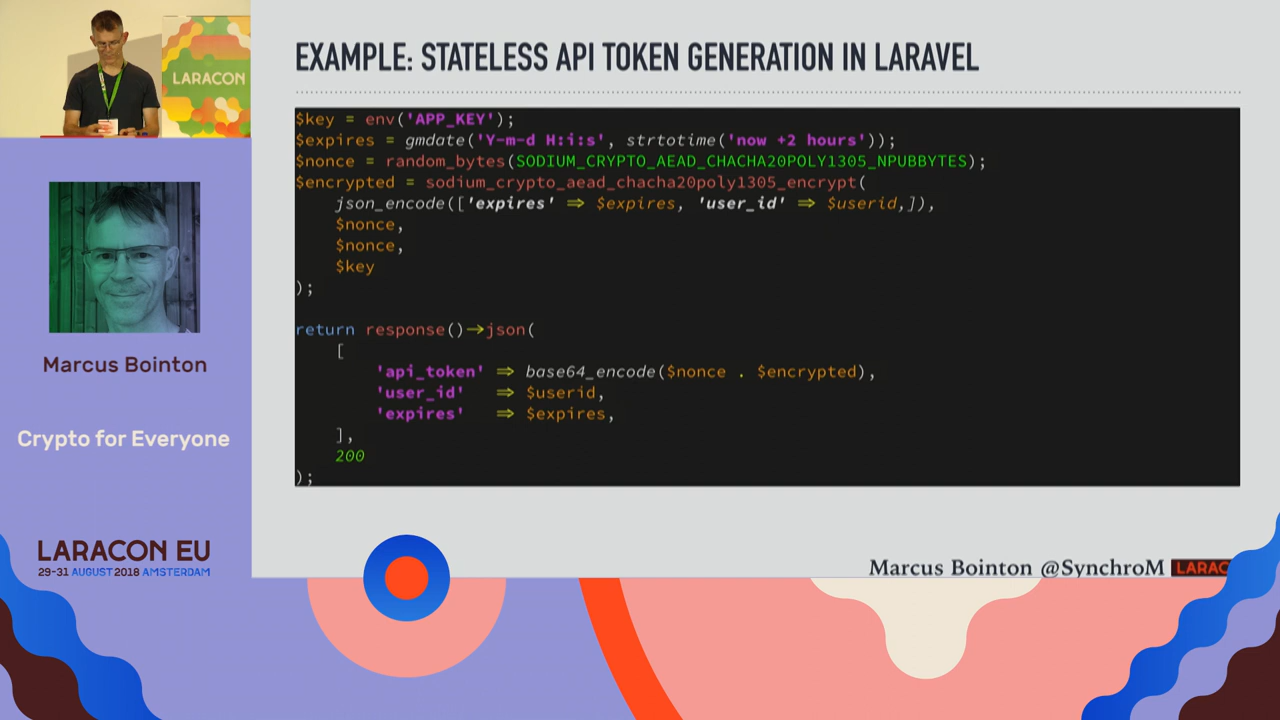 LARACON
EXAMPLE: STATELESS API TOKEN GENERATION IN LARAVEL
$key = env('APP_KEY');
$expires = gmdate('Y-m-d H:i:s', strtotime('now +2 hours'));
$nonce = random_bytes(SODIUM_CRYPTO_AEAD_CHACHA20POLY1305_NPUBBYTES);
$encrypted = sodium_crypto_aead_chacha20poly1305_encrypt(
json_encode(['expires' => $expires, 'user_id' => $userid,]),
$nonce,
$nonce,
$key
);
return response()->json(
[
'api_token' => base64_encode($nonce . $encrypted),
'user_id' => $userid,
'expires' => $expires,
],
200
);
Marcus Bointon
Crypto for Everyone
LARACON EU
29-31 AUGUST 2018 AMSTERDAM
Marcus Bointon @SynchroM LARAC